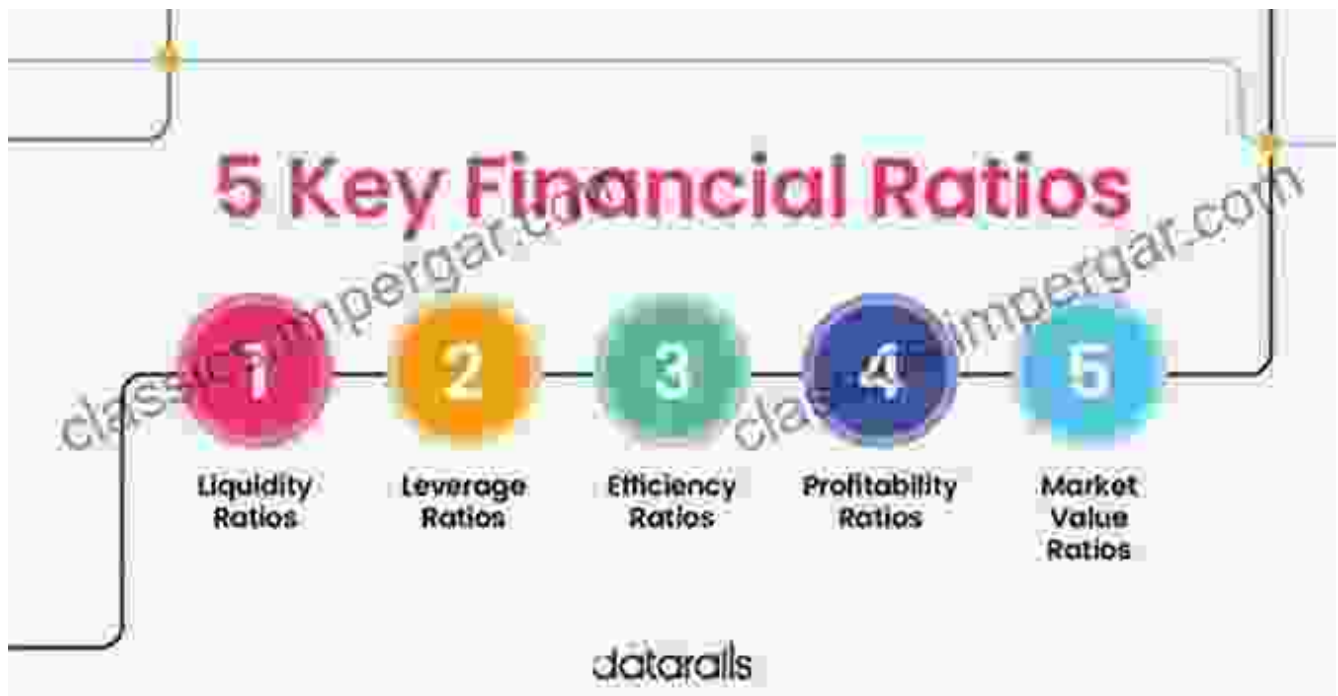 5 Key Financial Ratios
1
2
3
4
5
Liquidity
Ratios
Leverage
Ratios
Efficiency
Ratios
Profitability
Ratios
Market
Value
Ratios
datarails